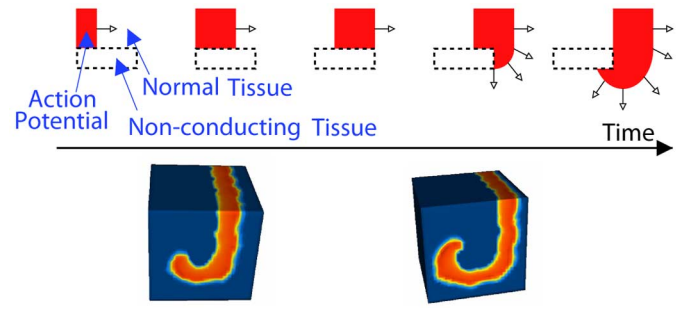 Normal Tissue
Action
Potential
Non-conducting Tissue
Time